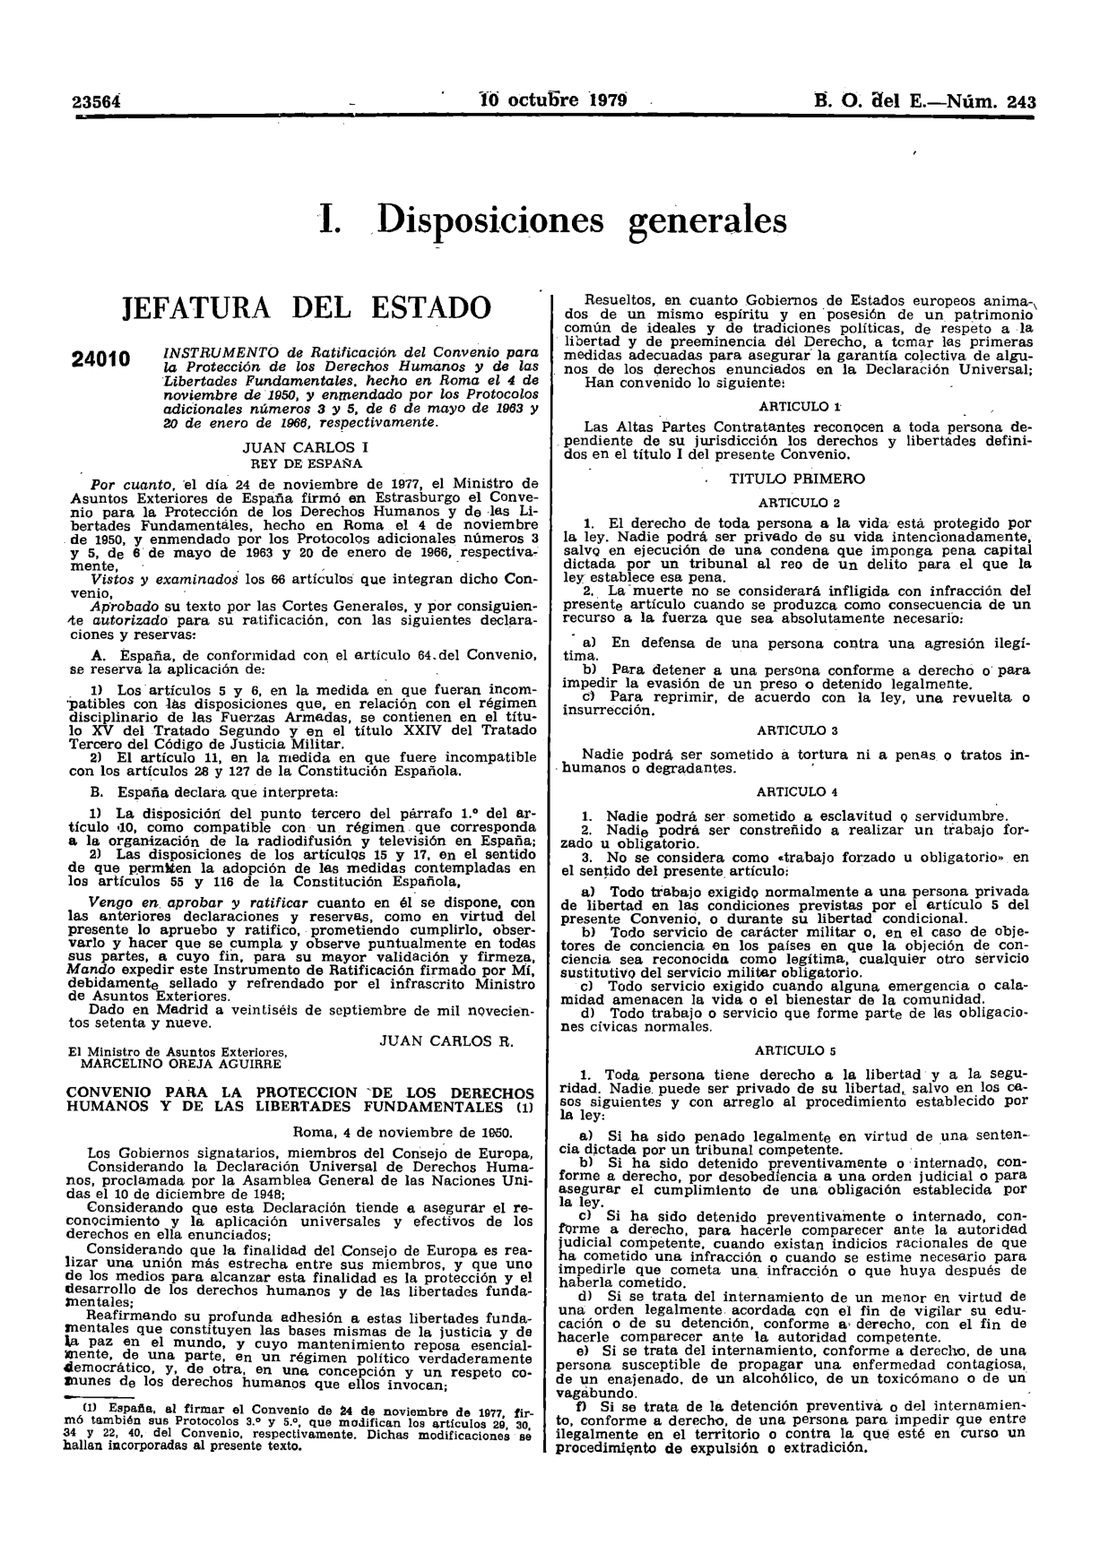 23564
10 octubre 1979
B. O. del E.—Núm. 243
I. Disposiciones generales
JEFATURA DEL ESTADO
24010
INSTRUMENTO de Ratificación del Convenio para
la Protección de los Derechos Humanos y de las
Libertades Fundamentales, hecho en Roma el 4 de
noviembre de 1950, y enmendado por los Protocolos
adicionales números 3 y 5, de 6 de mayo de 1963 y
20 de enero de 1966, respectivamente.
JUAN CARLOS I
REY DE ESPAÑA
Por cuanto, el día 24 de noviembre de 1977, el Ministro de
Asuntos Exteriores de España firmó en Estrasburgo el Conve-
nio para la Protección de los Derechos Humanos y de las Li-
bertades Fundamentales, hecho en Roma el 4 de noviembre
de 1950, y enmendado por los Protocolos adicionales números 3
y 5, de 6 de mayo de 1963 y 20 de enero de 1966, respectiva-
mente,
Vistos y examinados los 66 artículos que integran dicho Con-
venio,
Aprobado su texto por las Cortes Generales, y por consiguien-
te autorizado para su ratificación, con las siguientes declara-
ciones y reservas:
A. España, de conformidad con el artículo 64 del Convenio,
se reserva la aplicación de:
1) Los artículos 5 y 6, en la medida en que fueran incom-
patibles con las disposiciones que, en relación con el régimen
disciplinario de las Fuerzas Armadas, se contienen en el títu-
lo XV del Tratado Segundo y en el título XXIV del Tratado
Tercero del Código de Justicia Militar.
2) El artículo 11, en la medida en que fuere incompatible
con los artículos 28 y 127 de la Constitución Española.
B. España declara que interpreta:
1) La disposición del punto tercero del párrafo 1.º del ar-
tículo 10, como compatible con un régimen que corresponda
a la organización de la radiodifusión y televisión en España;
2) Las disposiciones de los artículos 15 y 17, en el sentido
de que permiten la adopción de las medidas contempladas en
los artículos 55 y 116 de la Constitución Española,
Vengo en aprobar y ratificar cuanto en él se dispone, con
las anteriores declaraciones y reservas, como en virtud del
presente lo apruebo y ratifico, prometiendo cumplirlo, obser-
varlo y hacer que se cumpla y observe puntualmente en todas
sus partes, a cuyo fin, para su mayor validación y firmeza,
Mando expedir este Instrumento de Ratificación firmado por Mí,
debidamente sellado y refrendado por el infrascrito Ministro
de Asuntos Exteriores.
Dado en Madrid a veintiséis de septiembre de mil novecien-
tos setenta y nueve.
JUAN CARLOS R.
El Ministro de Asuntos Exteriores,
MARCELINO OREJA AGUIRRE
CONVENIO PARA LA PROTECCION DE LOS DERECHOS
HUMANOS Y DE LAS LIBERTADES FUNDAMENTALES (1)
Roma, 4 de noviembre de 1950.
Los Gobiernos signatarios, miembros del Consejo de Europa,
Considerando la Declaración Universal de Derechos Huma-
nos, proclamada por la Asamblea General de las Naciones Uni-
das el 10 de diciembre de 1948;
Considerando que esta Declaración tiende a asegurar el re-
conocimiento y la aplicación universales y efectivos de los
derechos en ella enunciados;
Considerando que la finalidad del Consejo de Europa es rea-
lizar una unión más estrecha entre sus miembros, y que uno
de los medios para alcanzar esta finalidad es la protección y el
desarrollo de los derechos humanos y de las libertades funda-
mentales;
Reafirmando su profunda adhesión a estas libertades funda-
mentales que constituyen las bases mismas de la justicia y de
la paz en el mundo, y cuyo mantenimiento reposa esencial-
mente, de una parte, en un régimen político verdaderamente
democrático, y, de otra, en una concepción y un respeto co-
munes de los derechos humanos que ellos invocan;
(1) España, al firmar el Convenio de 24 de noviembre de 1977, fir-
mó también sus Protocolos 3.º y 5.º, que modifican los artículos 29, 30,
34 y 22, 40, del Convenio, respectivamente. Dichas modificaciones se
hallan incorporadas al presente texto.
Resueltos, en cuanto Gobiernos de Estados europeos anima-
dos de un mismo espíritu y en posesión de un patrimonio
común de ideales y de tradiciones políticas, de respeto a la
libertad y de preeminencia del Derecho, a tomar las primeras
medidas adecuadas para asegurar la garantía colectiva de algu-
nos de los derechos enunciados en la Declaración Universal;
Han convenido lo siguiente:
ARTICULO 1
Las Altas Partes Contratantes reconocen a toda persona de-
pendiente de su jurisdicción los derechos y libertades defini-
dos en el título I del presente Convenio.
TITULO PRIMERO
ARTICULO 2
1. El derecho de toda persona a la vida está protegido por
la ley. Nadie podrá ser privado de su vida intencionadamente,
salvo en ejecución de una condena que imponga pena capital
dictada por un tribunal al reo de un delito para el que la
ley establece esa pena.
2. La muerte no se considerará infligida con infracción del
presente artículo cuando se produzca como consecuencia de un
recurso a la fuerza que sea absolutamente necesario:
a) En defensa de una persona contra una agresión ilegí-
tima.
b) Para detener a una persona conforme a derecho o para
impedir la evasión de un preso o detenido legalmente.
c) Para reprimir, de acuerdo con la ley, una revuelta o
insurrección.
ARTICULO 3
Nadie podrá ser sometido a tortura ni a penas o tratos in-
humanos o degradantes.
ARTICULO 4
1. Nadie podrá ser sometido a esclavitud o servidumbre.
2. Nadie podrá ser constreñido a realizar un trabajo for-
zado u obligatorio.
3. No se considera como «trabajo forzado u obligatorio» en
el sentido del presente artículo:
a) Todo trabajo exigido normalmente a una persona privada
de libertad en las condiciones previstas por el artículo 5 del
presente Convenio, o durante su libertad condicional.
b) Todo servicio de carácter militar o, en el caso de obje-
tores de conciencia en los países en que la objeción de con-
ciencia sea reconocida como legítima, cualquier otro servicio
sustitutivo del servicio militar obligatorio.
c) Todo servicio exigido cuando alguna emergencia o cala-
midad amenacen la vida o el bienestar de la comunidad.
d) Todo trabajo o servicio que forme parte de las obligacio-
nes cívicas normales.
ARTICULO 5
1. Toda persona tiene derecho a la libertad y a la segu-
ridad. Nadie puede ser privado de su libertad, salvo en los ca-
sos siguientes y con arreglo al procedimiento establecido por
la ley:
a) Si ha sido penado legalmente en virtud de una senten-
cia dictada por un tribunal competente.
b) Si ha sido detenido preventivamente o internado, con-
forme a derecho, por desobediencia a una orden judicial o para
asegurar el cumplimiento de una obligación establecida por
la ley.
c) Si ha sido detenido preventivamente o internado, con-
forme a derecho, para hacerle comparecer ante la autoridad
judicial competente, cuando existan indicios racionales de que
ha cometido una infracción o cuando se estime necesario para
impedirle que cometa una infracción o que huya después de
haberla cometido.
d) Si se trata del internamiento de un menor en virtud de
una orden legalmente acordada con el fin de vigilar su edu-
cación o de su detención, conforme a derecho, con el fin de
hacerle comparecer ante la autoridad competente.
e) Si se trata del internamiento, conforme a derecho, de una
persona susceptible de propagar una enfermedad contagiosa,
de un enajenado, de un alcohólico, de un toxicómano o de un
vagabundo.
f) Si se trata de la detención preventiva o del internamien-
to, conforme a derecho, de una persona para impedir que entre
ilegalmente en el territorio o contra la que esté en curso un
procedimiento de expulsión o extradición.